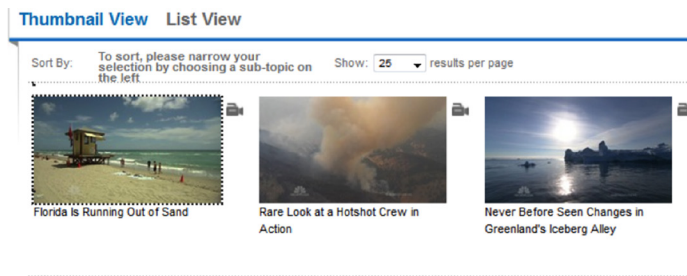 Thumbnail View List View
Sort By: To sort, please narrow your
selection by choosing a sub-topic on
the left
Show: 25 results per page
Florida Is Running Out of Sand
Rare Look at a Hotshot Crew in
Action
Never Before Seen Changes in
Greenland's Iceberg Alley